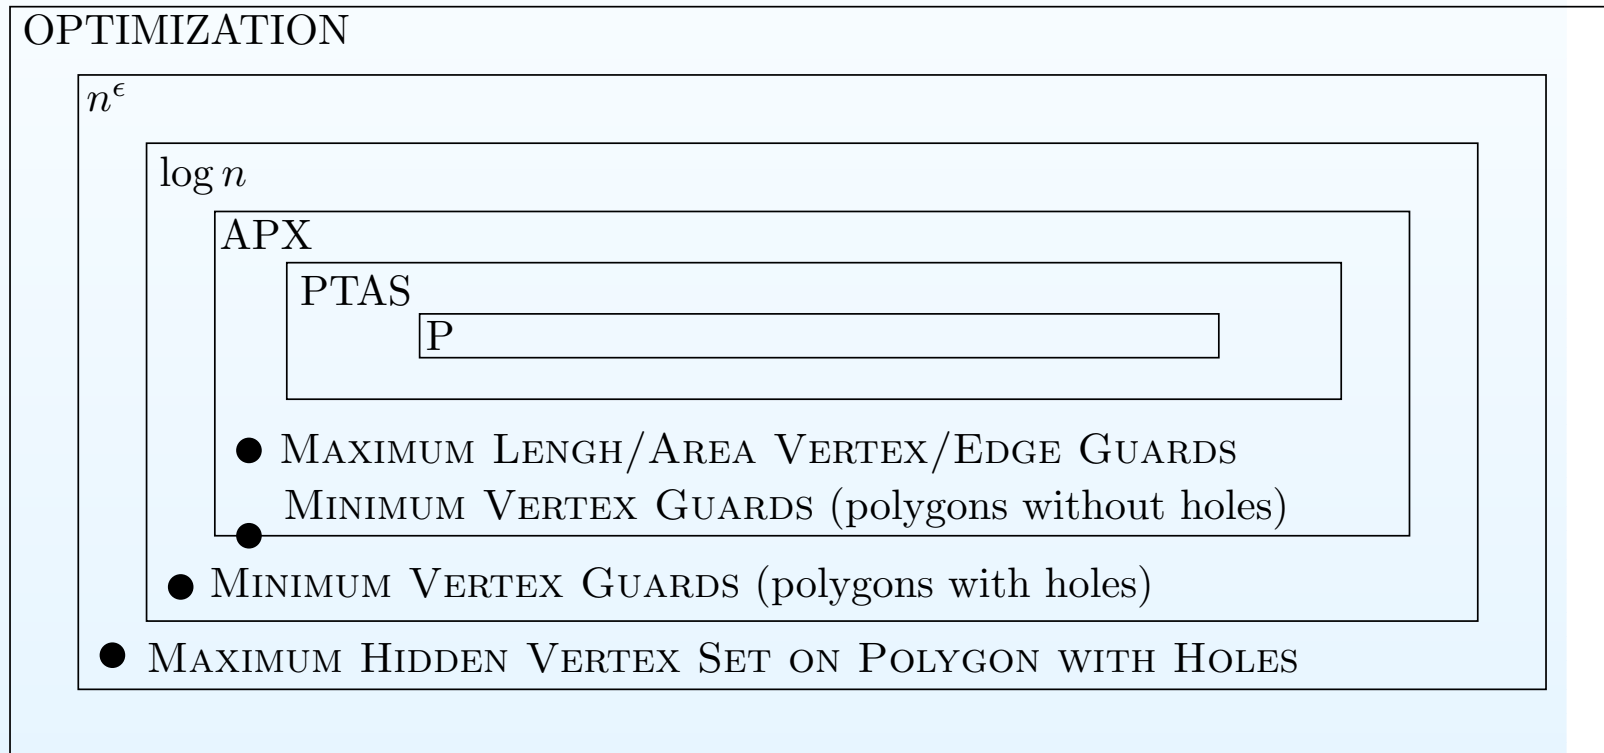 OPTIMIZATION
n^ϵ
log n
APX
PTAS
P
● MAXIMUM LENGH/AREA VERTEX/EDGE GUARDS
MINIMUM VERTEX GUARDS (polygons without holes)
● MINIMUM VERTEX GUARDS (polygons with holes)
● MAXIMUM HIDDEN VERTEX SET ON POLYGON WITH HOLES